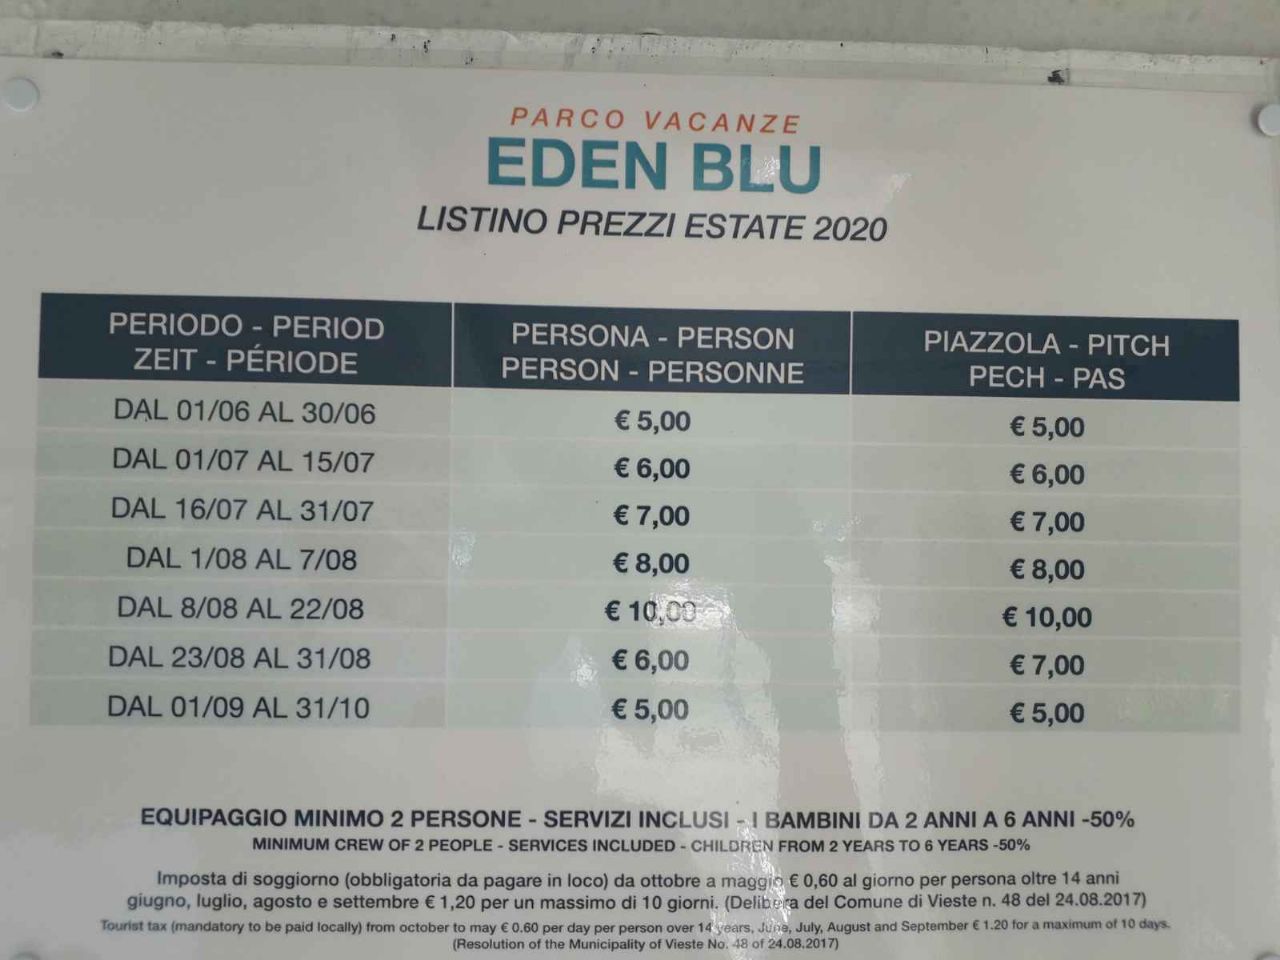 PARCO VACANZE
EDEN BLU
LISTINO PREZZI ESTATE 2020
PERIODO - PERIOD PERSONA - PERSON PIAZZOLA - PITCH
ZEIT - PÉRIODE PERSON - PERSONNE PECH - PAS
DAL 01/06 AL 30/06 € 5,00 € 5,00
DAL 01/07 AL 15/07 € 6,00 € 6,00
DAL 16/07 AL 31/07 € 7,00 € 7,00
DAL 1/08 AL 7/08 € 8,00 € 8,00
DAL 8/08 AL 22/08 € 10,00 € 10,00
DAL 23/08 AL 31/08 € 6,00 € 7,00
DAL 01/09 AL 31/10 € 5,00 € 5,00
EQUIPAGGIO MINIMO 2 PERSONE - SERVIZI INCLUSI - I BAMBINI DA 2 ANNI A 6 ANNI -50%
MINIMUM CREW OF 2 PEOPLE - SERVICES INCLUDED - CHILDREN FROM 2 YEARS TO 6 YEARS -50%
Imposta di soggiorno (obbligatoria da pagare in loco) da ottobre a maggio € 0,60 al giorno per persona oltre 14 anni
giugno, luglio, agosto e settembre € 1,20 per un massimo di 10 giorni. (Delibera del Comune di Vieste n. 48 del 24.08.2017)
Tourist tax (mandatory to be paid locally) from october to may € 0.60 per day per person over 14 years, June, July, August and September € 1.20 for a maximum of 10 days.
(Resolution of the Municipality of Vieste No. 48 of 24.08.2017)